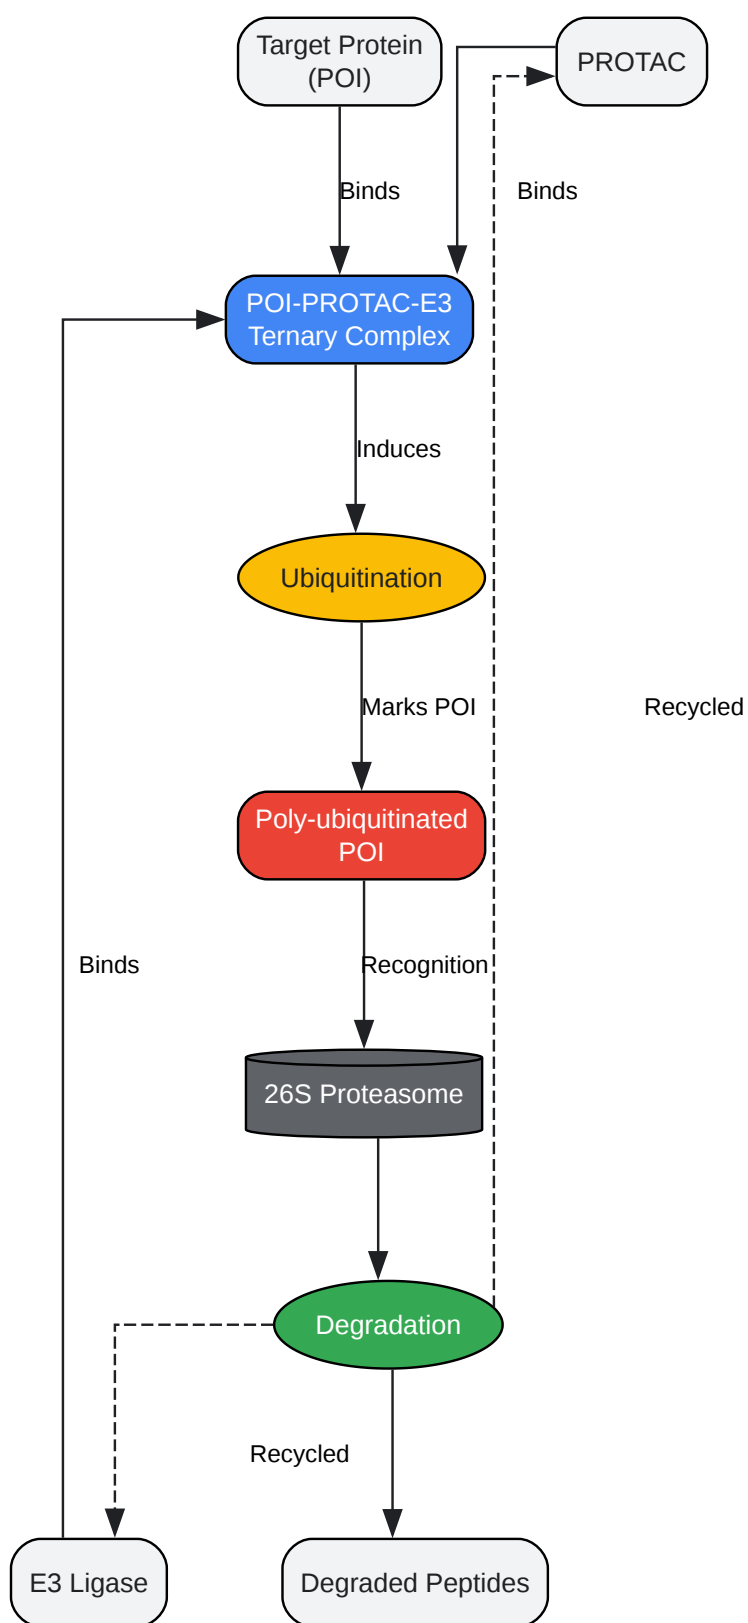 Target Protein
(POI)
PROTAC
Binds
Binds
POI-PROTAC-E3
Ternary Complex
Induces
Ubiquitination
Marks POI
Recycled
Poly-ubiquitinated
POI
Binds
Recognition
26S Proteasome
Degradation
Recycled
E3 Ligase
Degraded Peptides